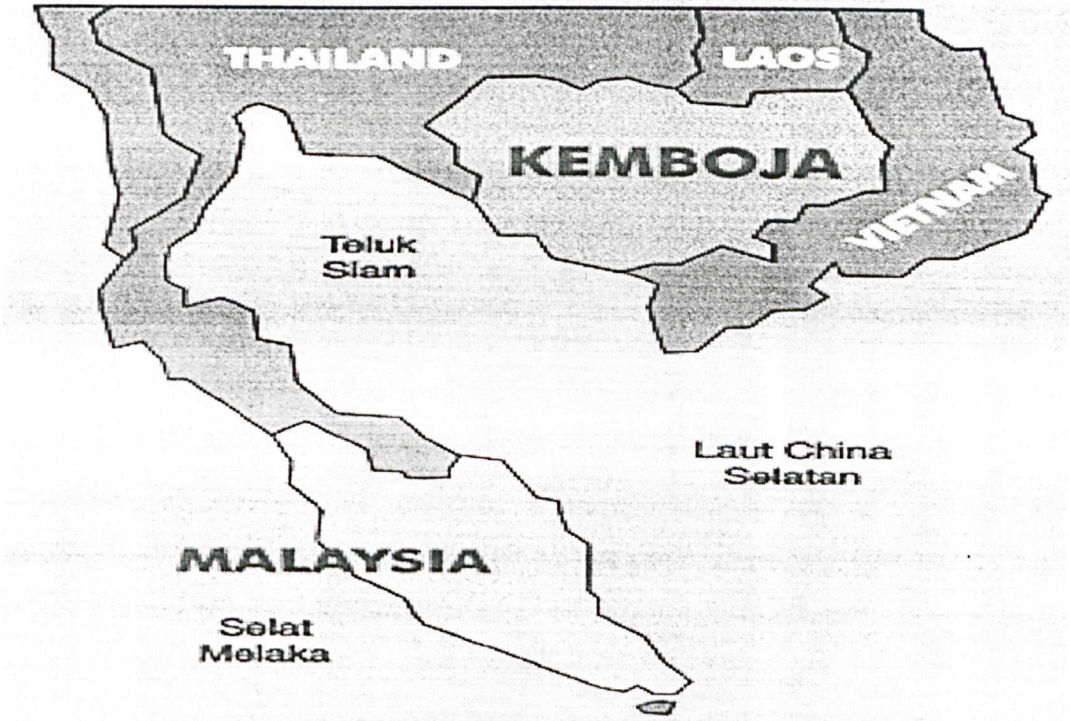 THAILAND
LAOS
KEMBOJA
VIETNAM
Teluk
Siam
Laut China
Selatan
MALAYSIA
Selat
Melaka